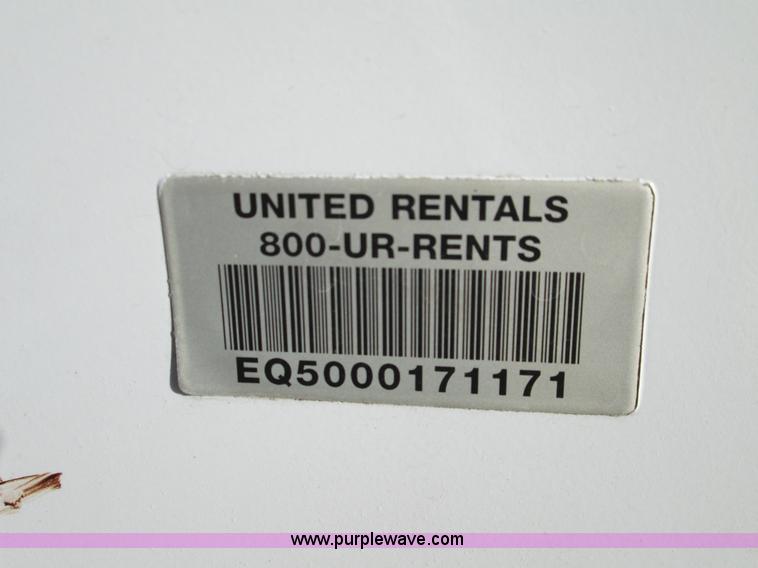 UNITED RENTALS
800-UR-RENTS
EQ5000171171
www.purplewave.com